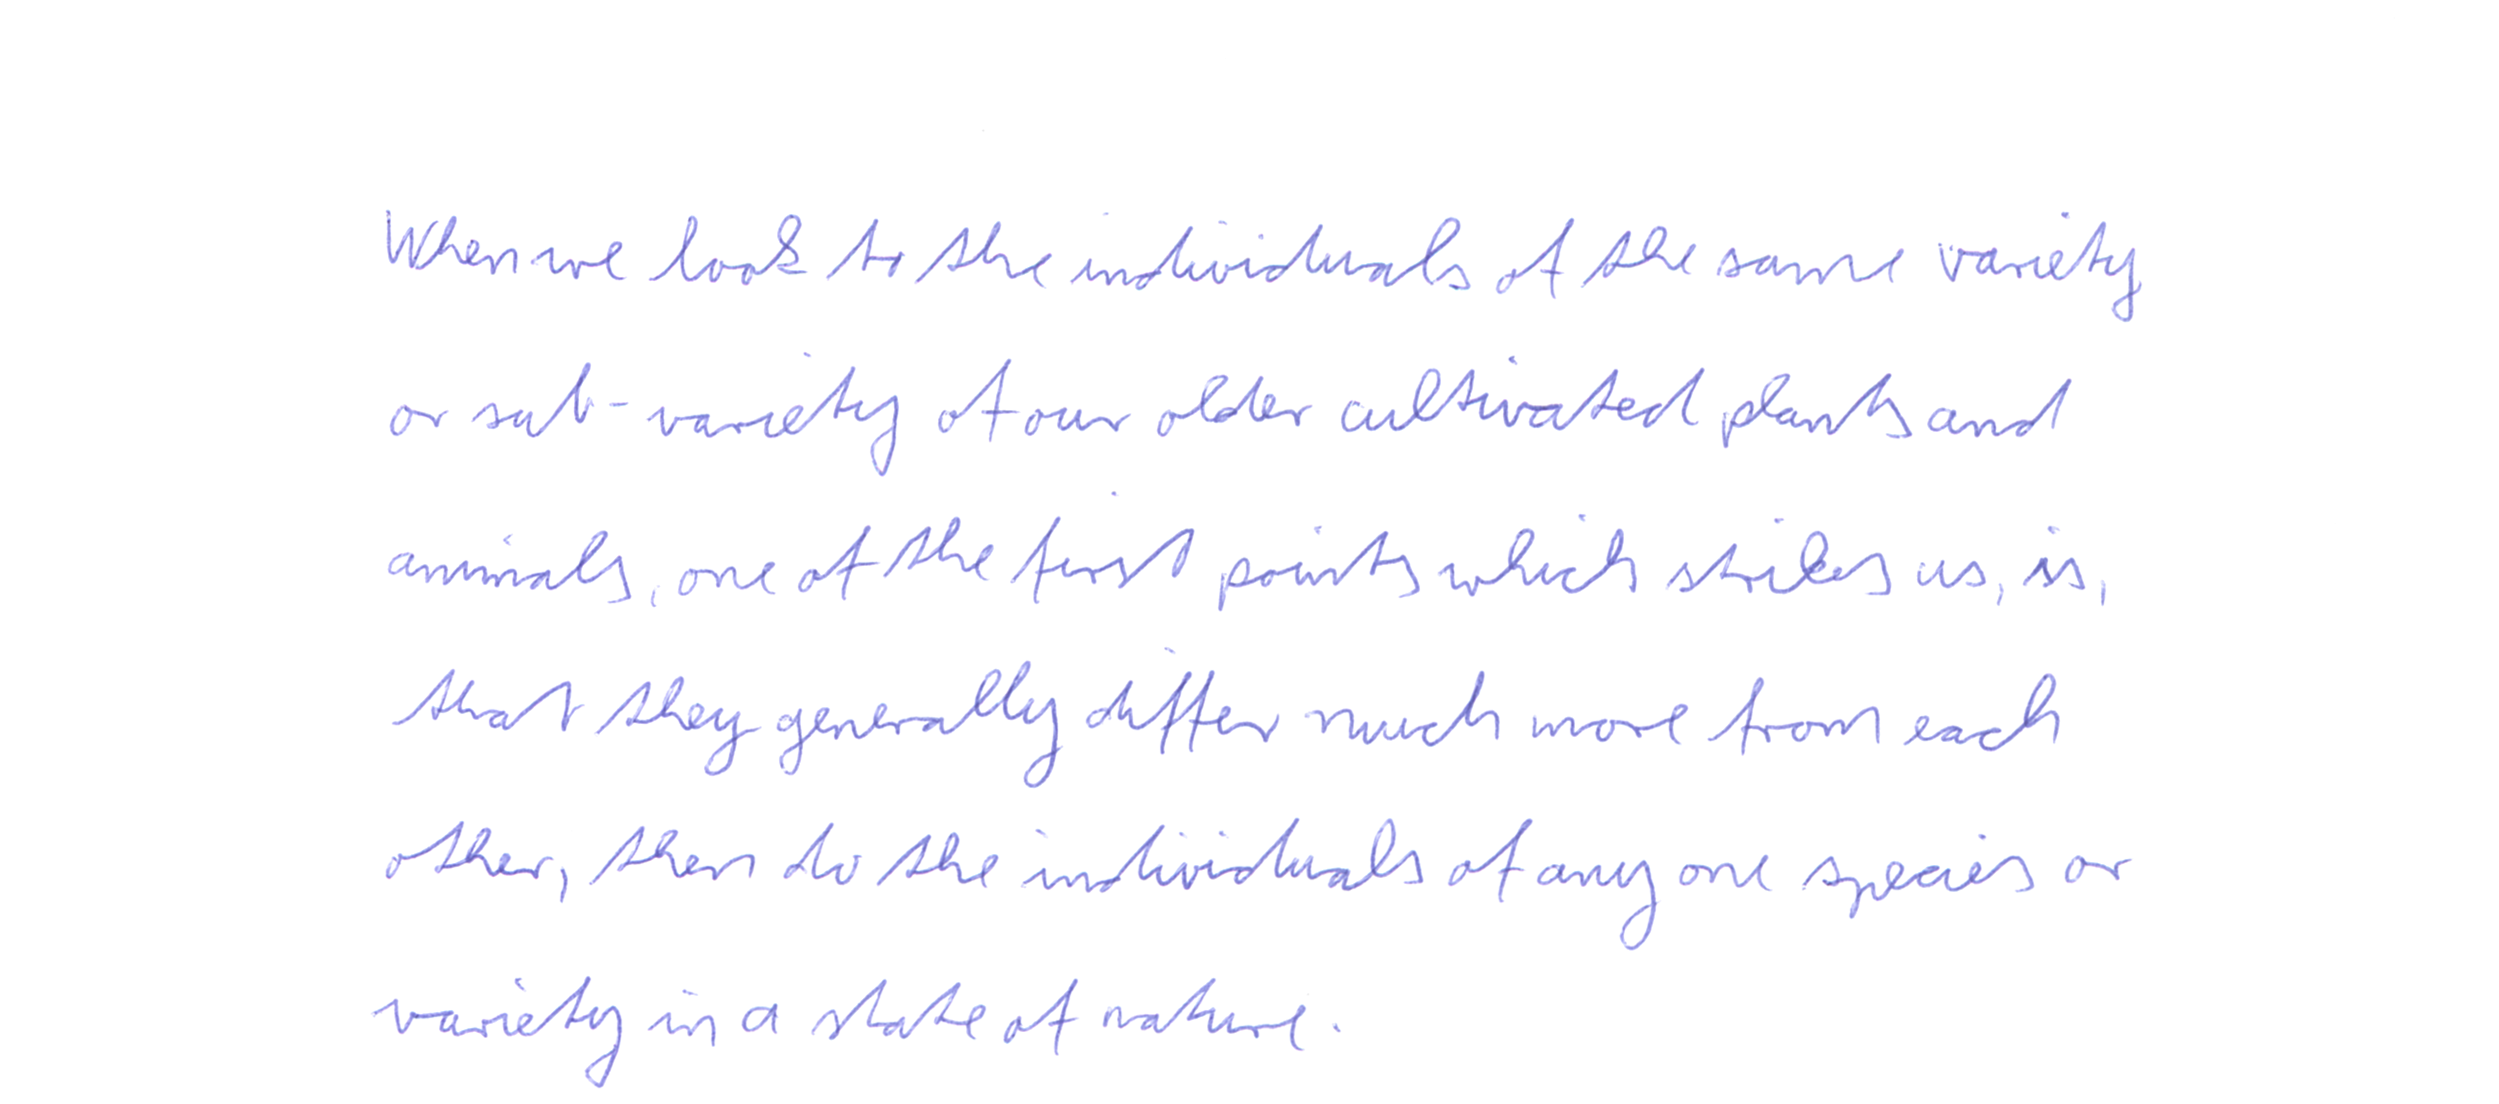 When we look to the individuals of the same variety
or sub-variety of our older cultivated plants and
animals, one of the first points which strikes us, is,
that they generally differ much more from each
other, then do the individuals of any one species or
variety in a state of nature.